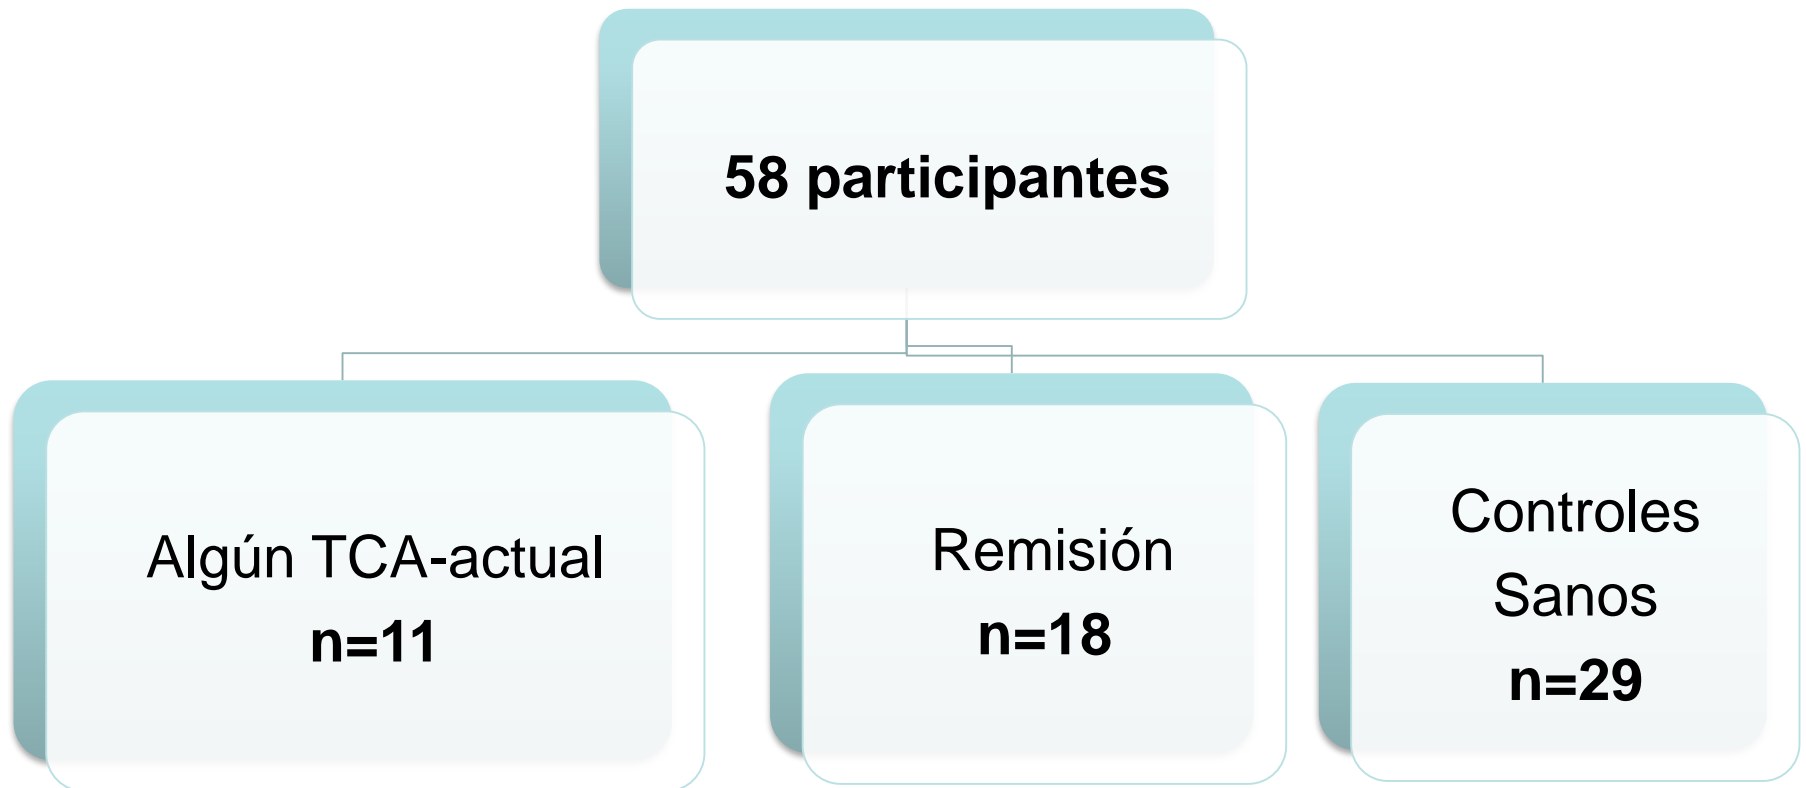 58 participantes
Algún TCA-actual
n=11
Remisión
n=18
Controles
Sanos
n=29